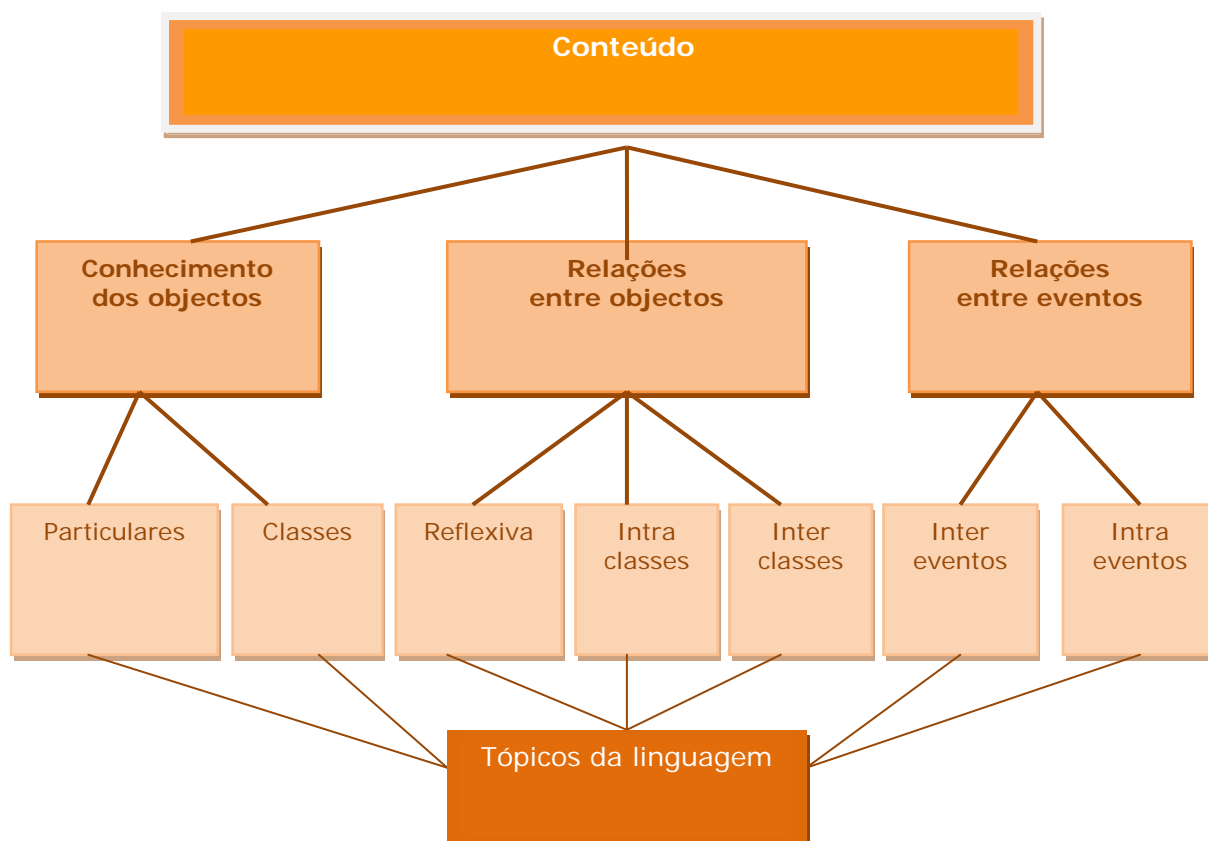 Conteúdo
Conhecimento
dos objectos
Relações
entre objectos
Relações
entre eventos
Particulares
Classes
Reflexiva
Intra
classes
Inter
classes
Inter
eventos
Intra
eventos
Tópicos da linguagem